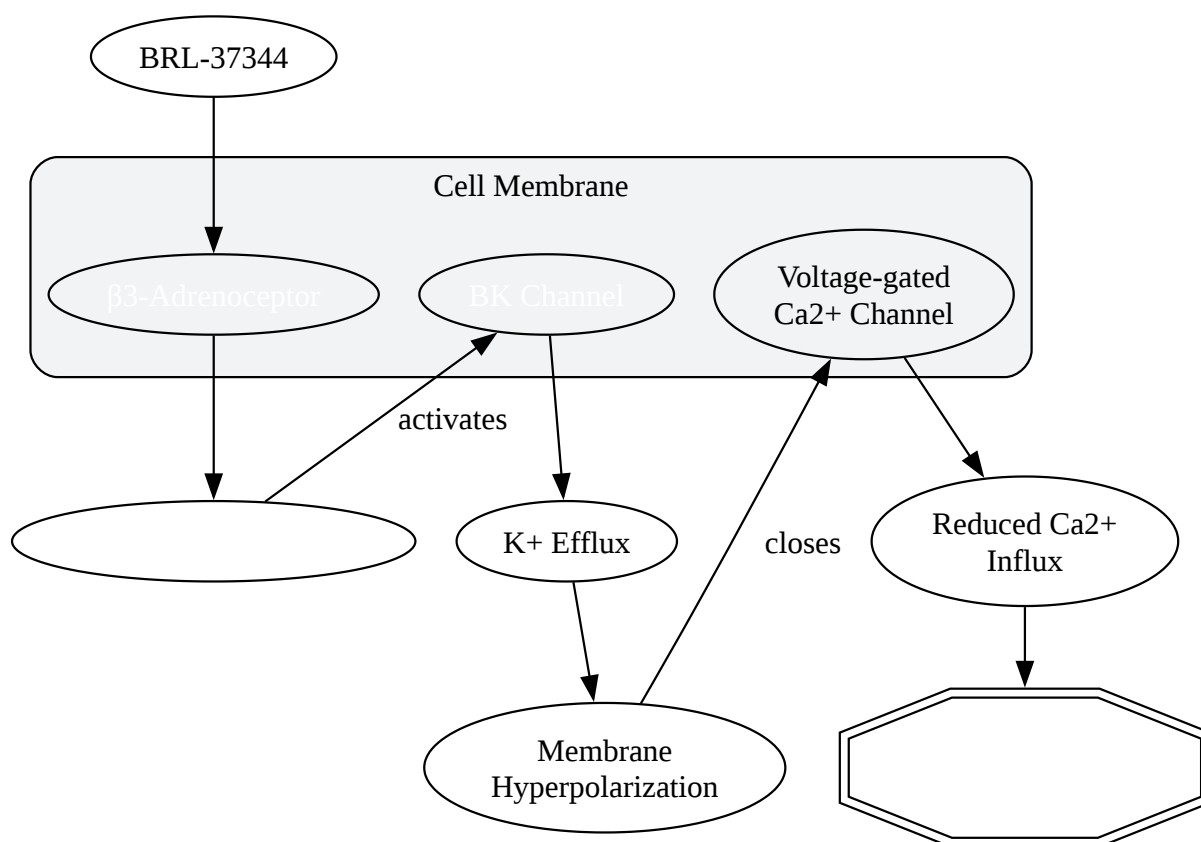 BRL-37344
Cell Membrane
β3-Adrenoceptor
BK Channel
Voltage-gated
Ca2+ Channel
activates
K+ Efflux
closes
Reduced Ca2+
Influx
Membrane
Hyperpolarization